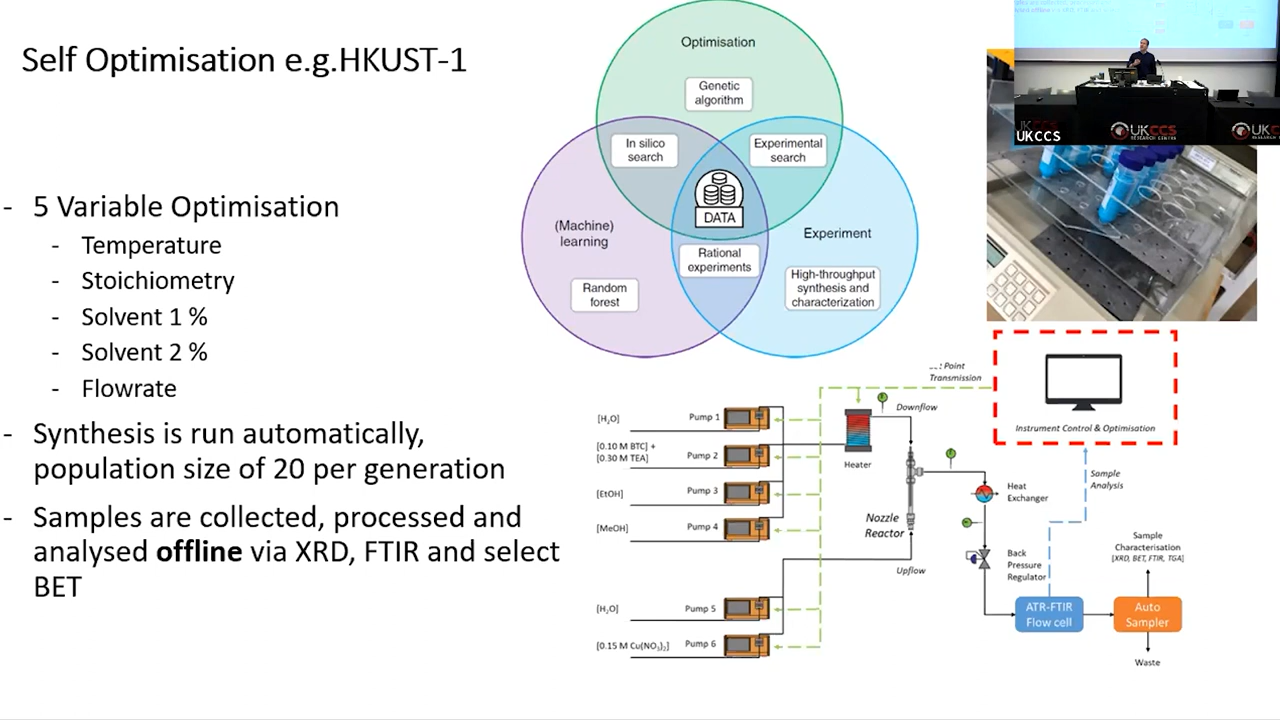 Self Optimisation e.g.HKUST-1
- 5 Variable Optimisation
- Temperature
- Stoichiometry
- Solvent 1 %
- Solvent 2 %
- Flowrate
- Synthesis is run automatically,
population size of 20 per generation
- Samples are collected, processed and
analysed offline via XRD, FTIR and select
BET
Optimisation
Genetic
algorithm
In silico
search
Experimental
search
DATA
(Machine)
learning
Experiment
Rational
experiments
Random
forest
High-throughput
synthesis and
characterization
UKCCS
UKCCS
RESEARCH CENTRE
UKCCS
Point
Transmission
Instrument Control & Optimisation
[H₂O]
Pump 1
[0.10 M BTC] +
[0.30 M TEA]
Pump 2
[EtOH]
Pump 3
[MeOH]
Pump 4
[H₂O]
Pump 5
[0.15 M Cu(NO₃)₂]
Pump 6
Heater
Downflow
Nozzle
Reactor
Upflow
Heat
Exchanger
Back
Pressure
Regulator
Sample
Analysis
Sample
Characterisation
[XRD, BET, FTIR, TGA]
ATR-FTIR
Flow cell
Auto
Sampler
Waste